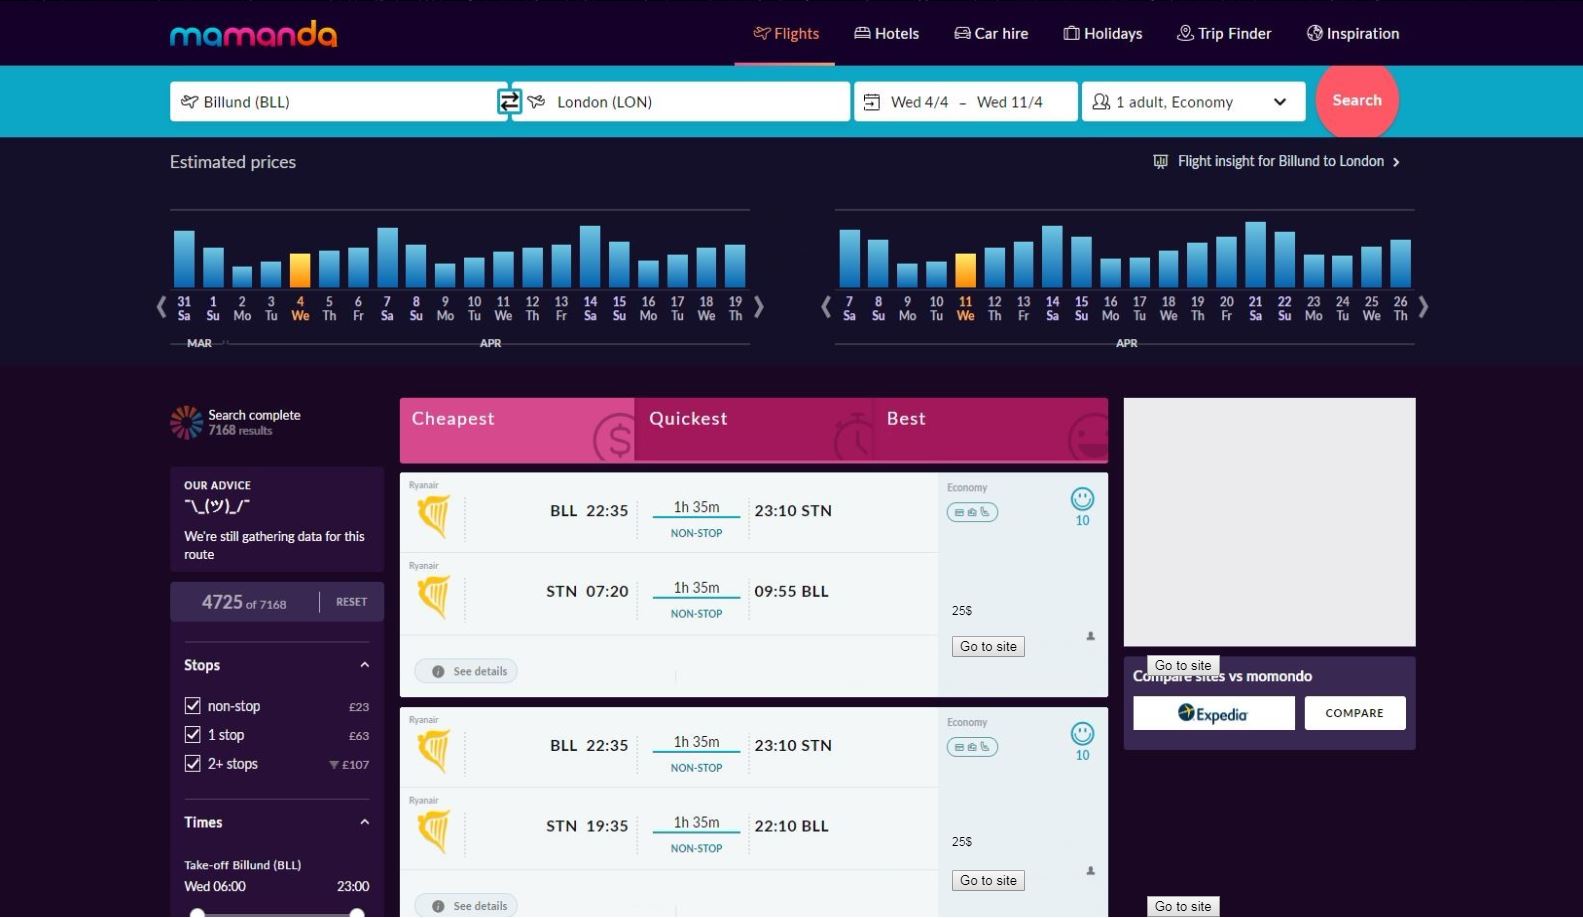 mamanda
Flights
Hotels
Car hire
Holidays
Trip Finder
Inspiration
Billund (BLL)
London (LON)
Wed 4/4 – Wed 11/4
1 adult, Economy
Search
Estimated prices
Flight insight for Billund to London
31 1 2 3 4 5 6 7 8 9 10 11 12 13 14 15 16 17 18 19
Sa Su Mo Tu We Th Fr Sa Su Mo Tu We Th Fr Sa Su Mo Tu We Th
MAR APR
7 8 9 10 11 12 13 14 15 16 17 18 19 20 21 22 23 24 25 26
Sa Su Mo Tu We Th Fr Sa Su Mo Tu We Th Fr Sa Su Mo Tu We Th
APR
Search complete
7168 results
OUR ADVICE
¯\_(ツ)_/¯
We're still gathering data for this
route
4725 of 7168 RESET
Stops
non-stop £23
1 stop £63
2+ stops £107
Times
Take-off Billund (BLL)
Wed 06:00 23:00
Cheapest
Quickest
Best
Ryanair
BLL 22:35
1h 35m
NON-STOP
23:10 STN
Ryanair
STN 07:20
1h 35m
NON-STOP
09:55 BLL
See details
Economy
10
25$
Go to site
Ryanair
BLL 22:35
1h 35m
NON-STOP
23:10 STN
Ryanair
STN 19:35
1h 35m
NON-STOP
22:10 BLL
See details
Economy
10
25$
Go to site
Go to site
Compare sites vs momondo
Expedia
COMPARE
Go to site